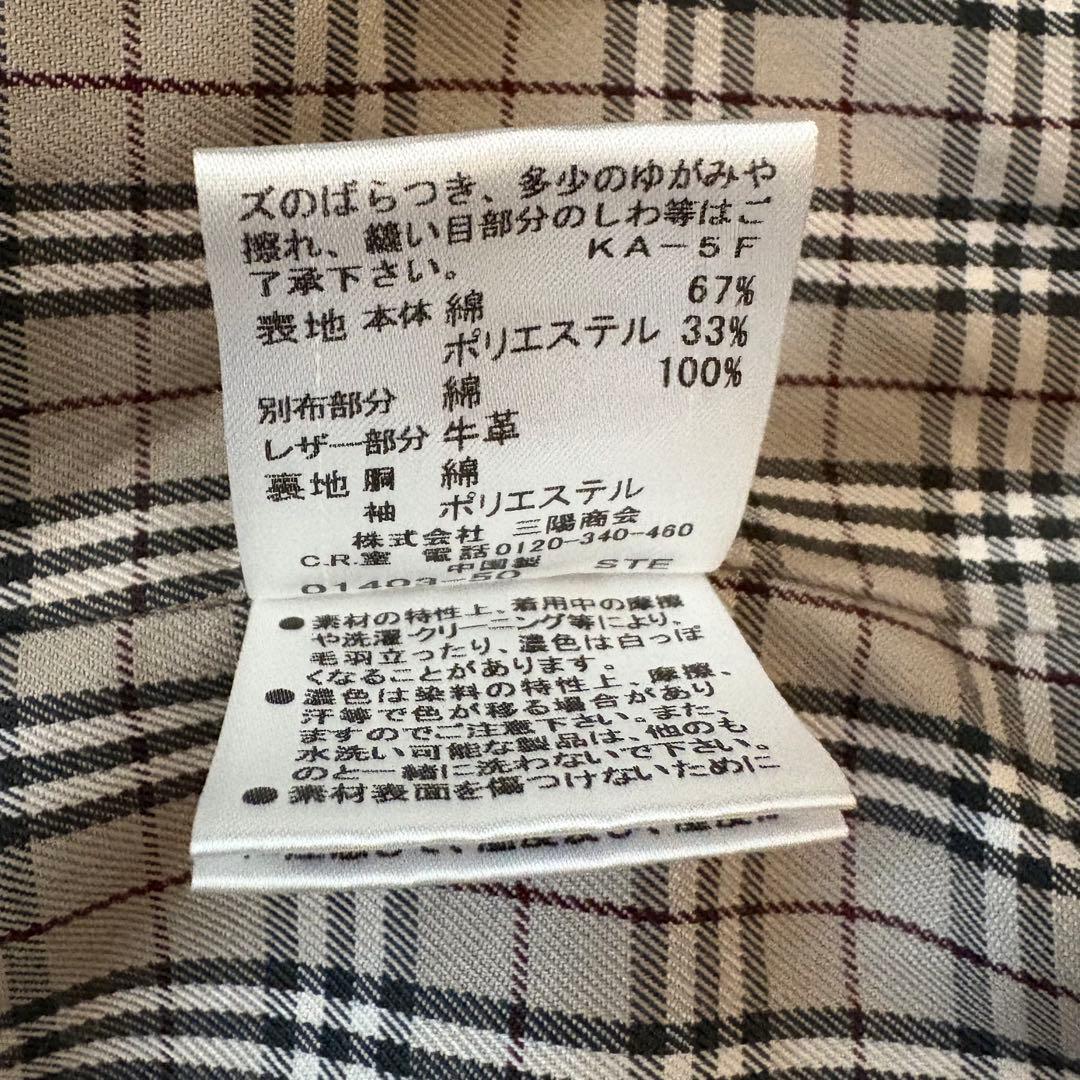 ズのばらつき、多少のゆがみや
擦れ、縫い目部分のしわ等はご
了承下さい。 KA-5F
表地 本体 綿 67%
ポリエステル 33%
別布部分 綿 100%
レザー部分 牛革
裏地 胴 綿
袖 ポリエステル
株式会社 三陽商会
C.R.室 電話0120-340-460
中国製 STE
01403-50
● 素材の特性上、着用中の摩擦
や洗濯・クリーニング等により、
毛羽立ったり、濃色は白っぽ
くなることがあります。
● 濃色は染料の特性上、摩擦、
汗等で色が移る場合があり
ますのでご注意下さい。また、
水洗い可能な製品は、他のも
のと一緒に洗わないで下さい。
● 素材表面を傷つけないために